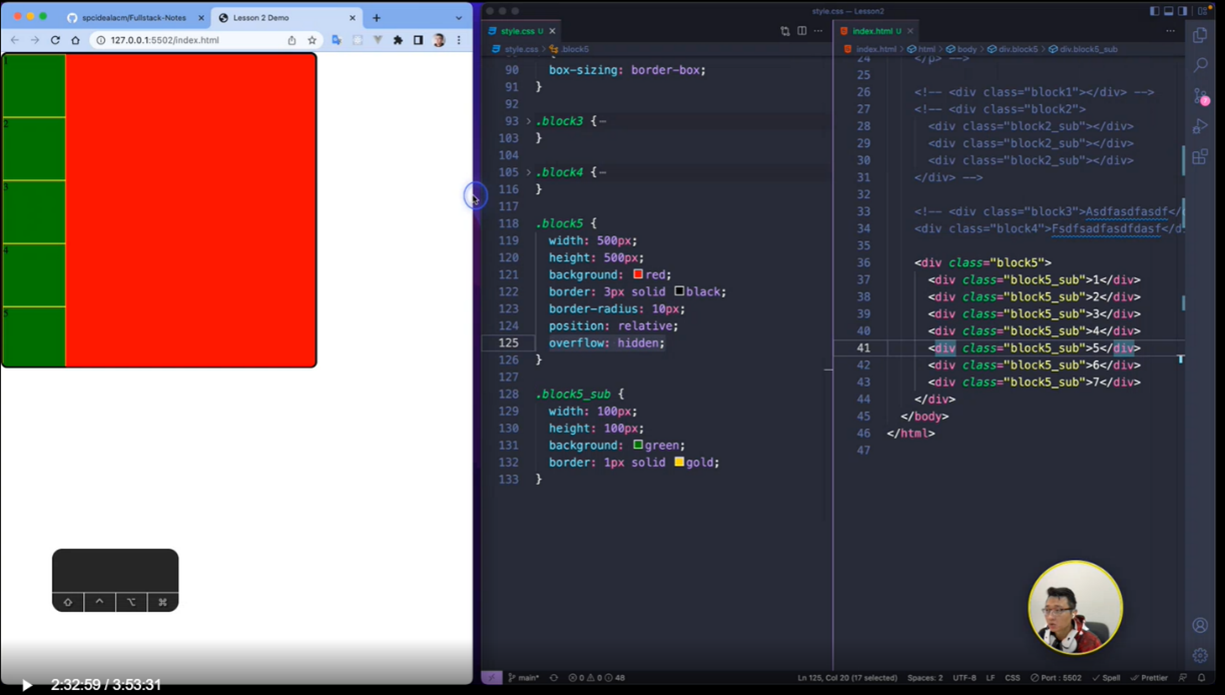 spcidealacm/Fullstack-Notes
Lesson 2 Demo
127.0.0.1:5502/index.html
1
2
3
4
5
style.css — Lesson2
style.css U
style.css > .block5
90 box-sizing: border-box;
91 }
92
93 .block3 {
103 }
104
105 .block4 {
116 }
117
118 .block5 {
119 width: 500px;
120 height: 500px;
121 background: red;
122 border: 3px solid black;
123 border-radius: 10px;
124 position: relative;
125 overflow: hidden;
126 }
127
128 .block5_sub {
129 width: 100px;
130 height: 100px;
131 background: green;
132 border: 1px solid gold;
133 }
index.html U
index.html > html > body > div.block5 > div.block5_sub
24 </p> -->
25
26 <!-- <div class="block1"></div> -->
27 <!-- <div class="block2">
28 <div class="block2_sub"></div>
29 <div class="block2_sub"></div>
30 <div class="block2_sub"></div>
31 </div> -->
32
33 <!-- <div class="block3">Asdfasdfasdf</
34 <div class="block4">Fsdfsadfasdfdasf</d
35
36 <div class="block5">
37 <div class="block5_sub">1</div>
38 <div class="block5_sub">2</div>
39 <div class="block5_sub">3</div>
40 <div class="block5_sub">4</div>
41 <div class="block5_sub">5</div>
42 <div class="block5_sub">6</div>
43 <div class="block5_sub">7</div>
44 </div>
45 </body>
46 </html>
47
main* 0 0 48
Ln 125, Col 20 (17 selected) Spaces: 2 UTF-8 LF CSS Port : 5502 Spell Prettier
2:32:59 / 3:53:31